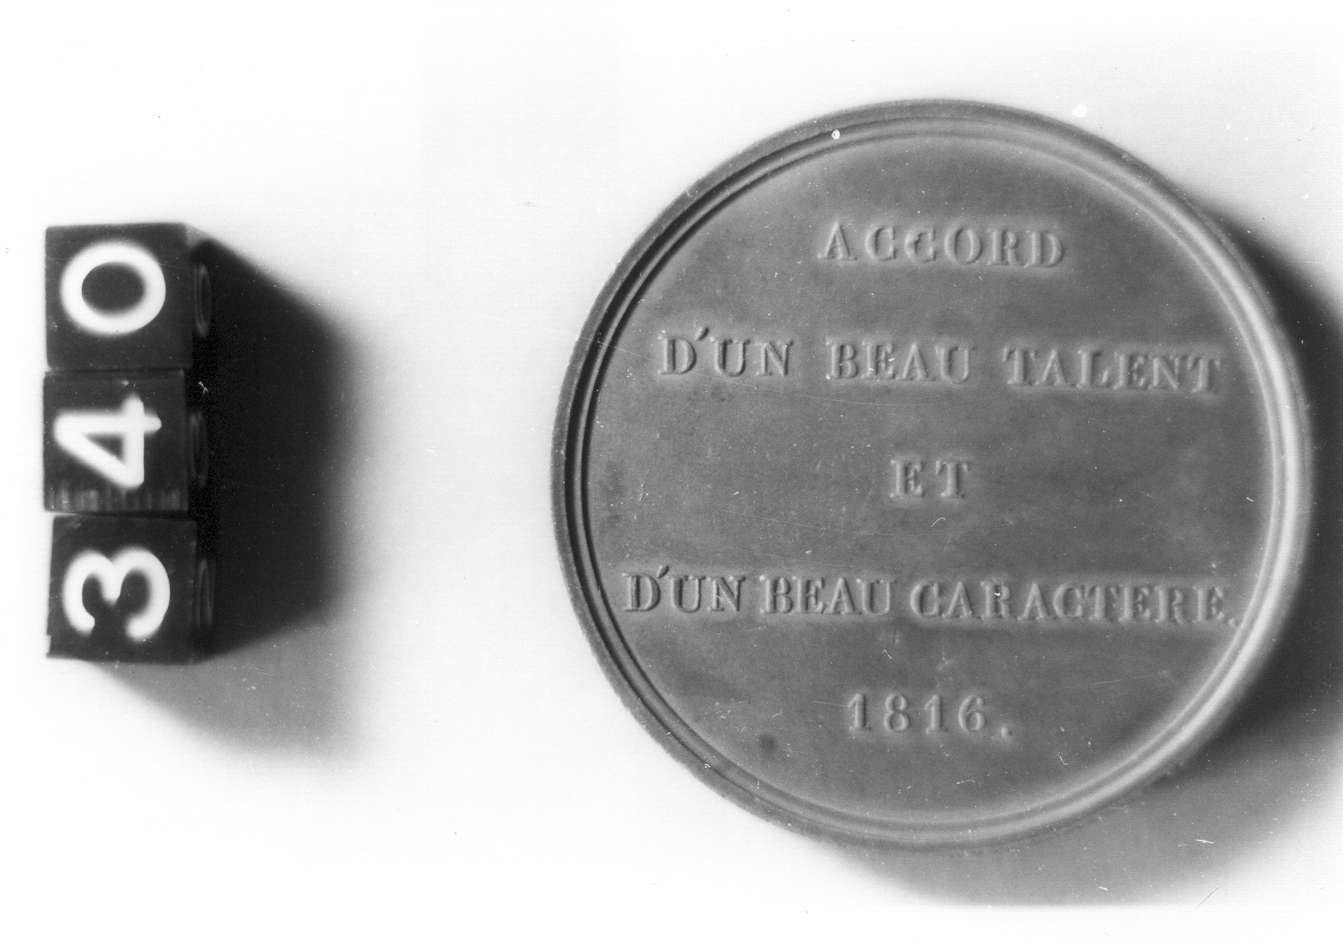 340
ACCORD
D'UN BEAU TALENT
ET
D'UN BEAU CARACTERE.
1816.